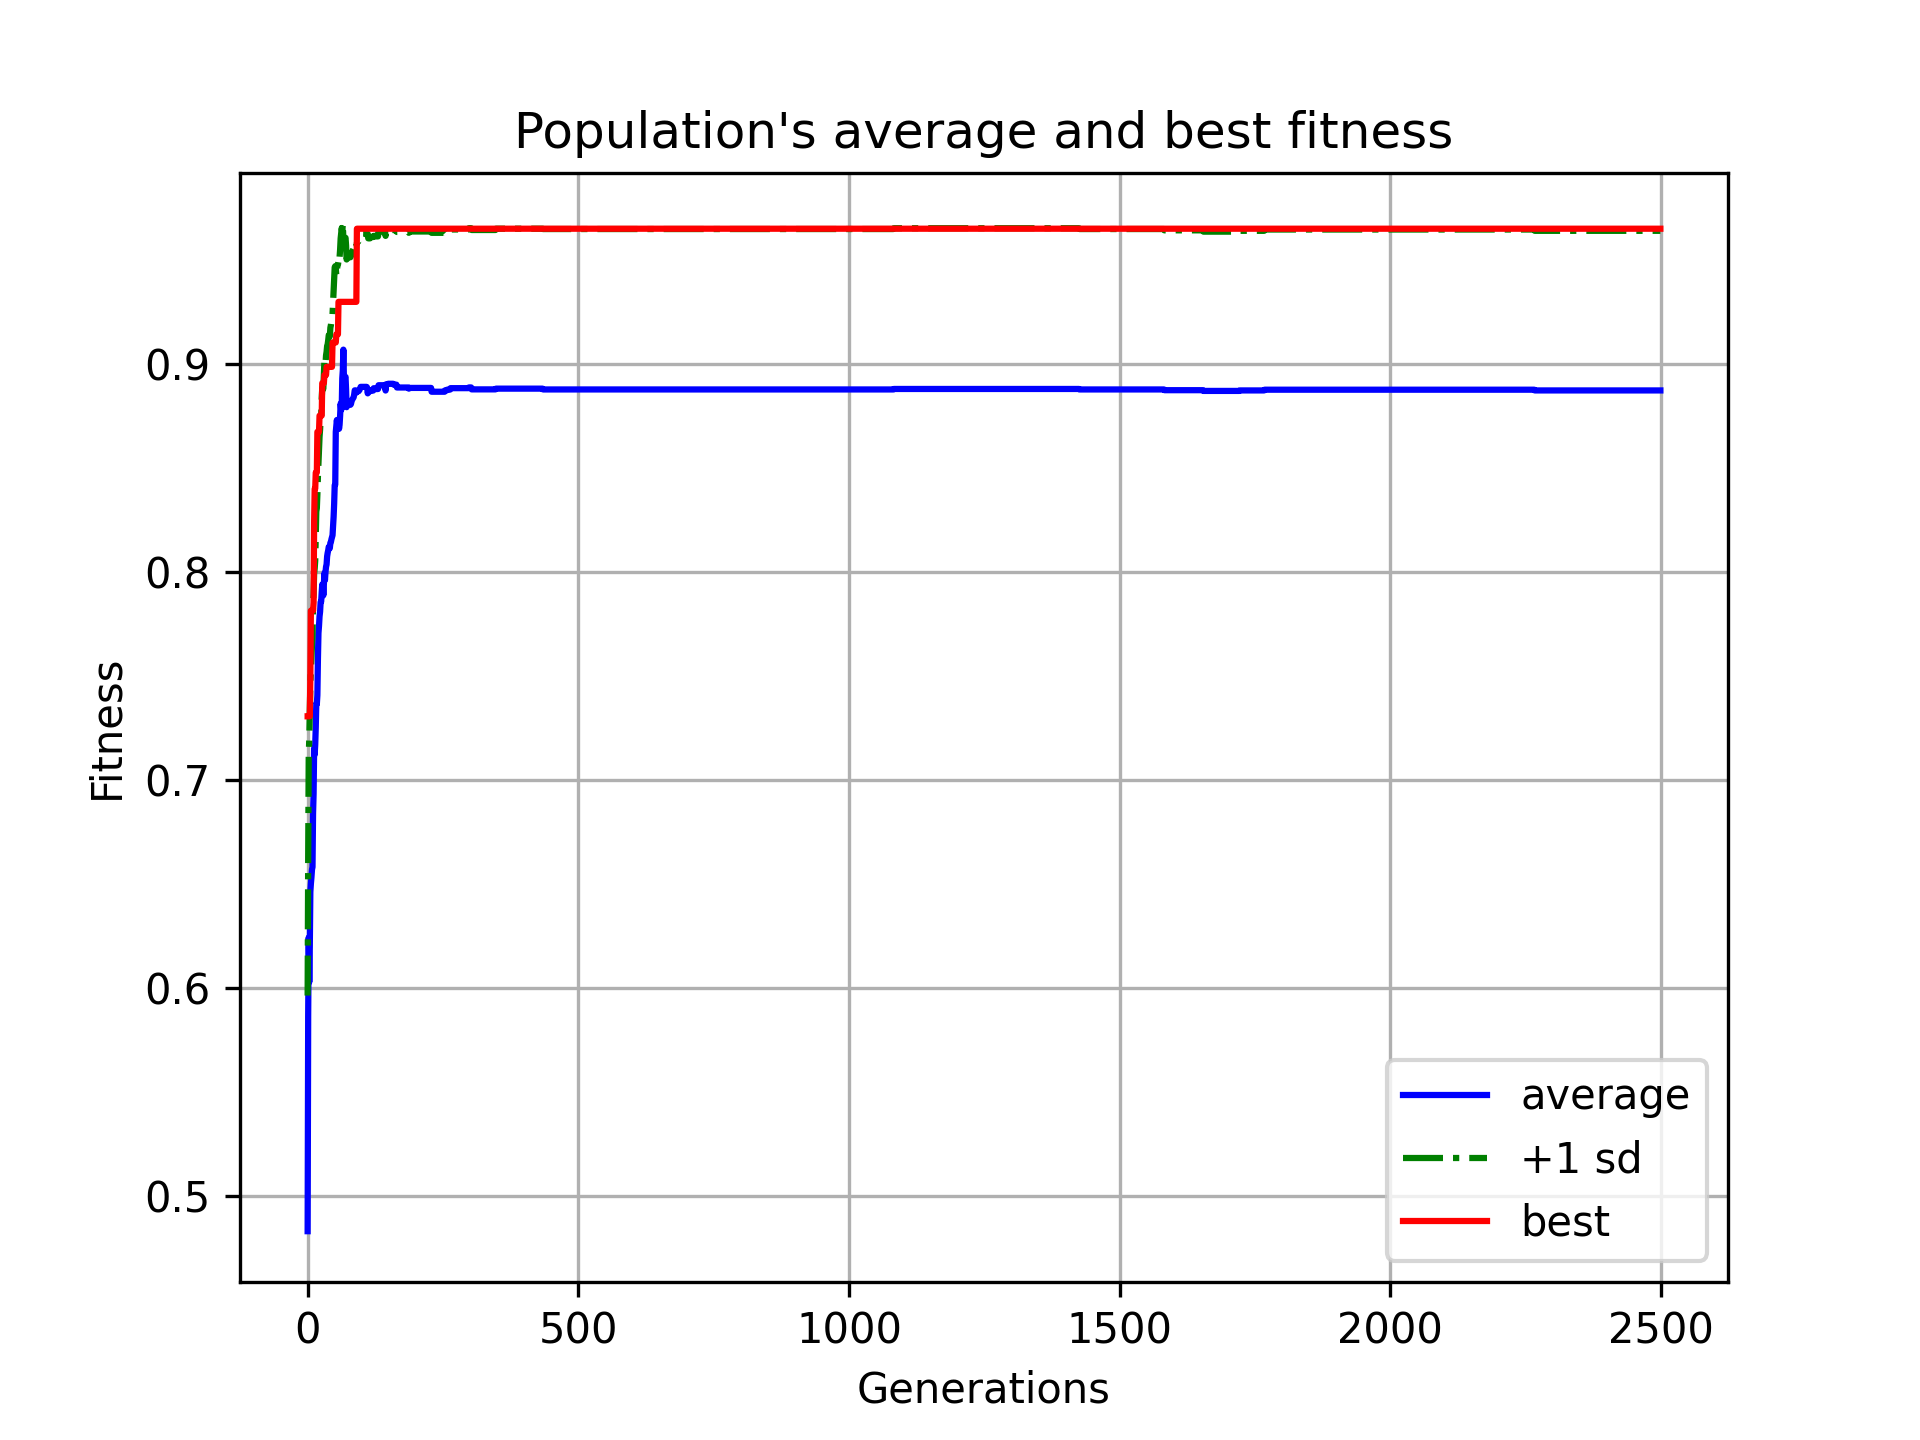 Population's average and best fitness
0.9
0.8
0.7
0.6
0.5
Fitness
0 500 1000 1500 2000 2500
Generations
average
+1 sd
best